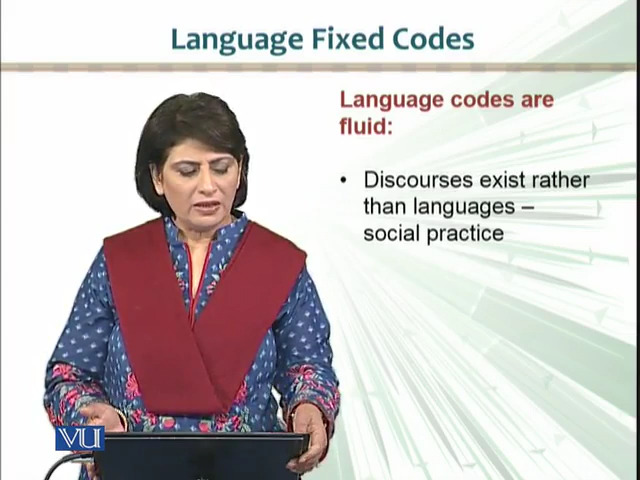 Language Fixed Codes
Language codes are
fluid:
• Discourses exist rather
than languages –
social practice
VU